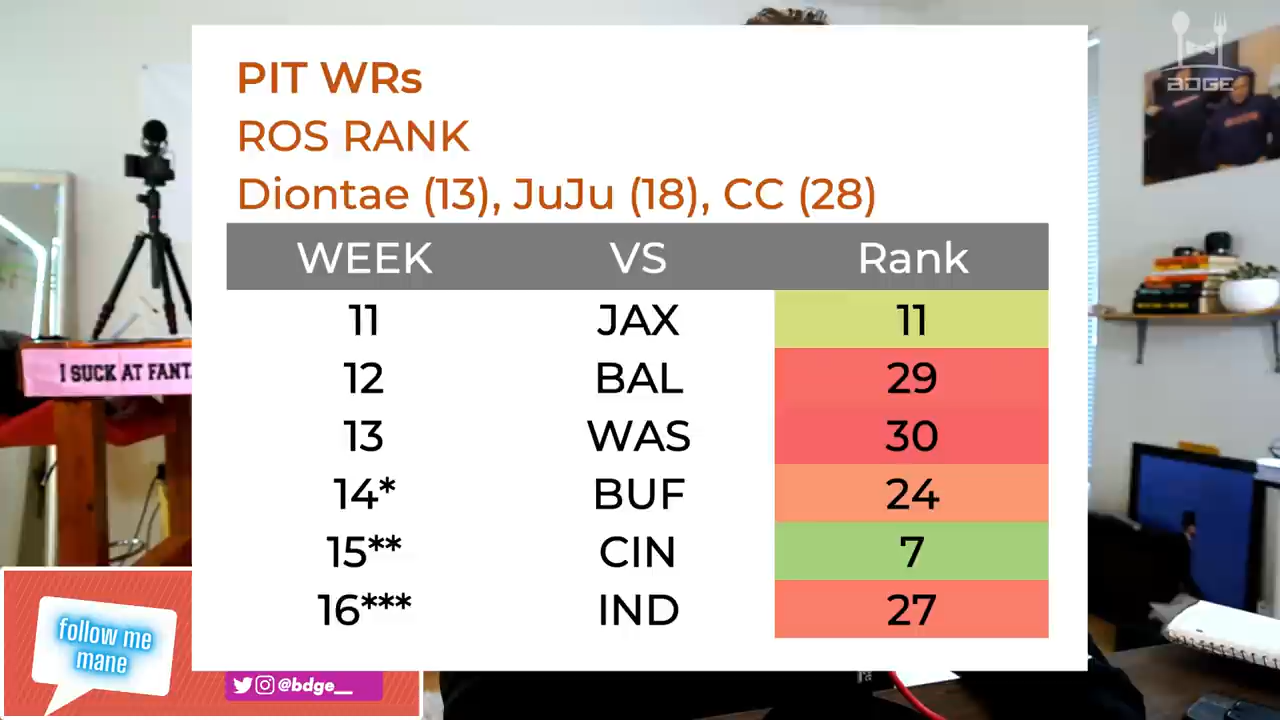 PIT WRs
ROS RANK
Diontae (13), JuJu (18), CC (28)
WEEK VS Rank
11 JAX 11
12 BAL 29
13 WAS 30
14* BUF 24
15** CIN 7
16*** IND 27
BDGE
I SUCK AT FANT
follow me
mane
@bdge__